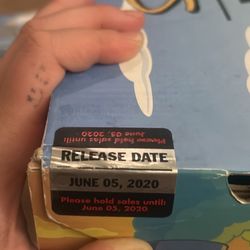 Please hold sales until:
June 05, 2020
RELEASE DATE
JUNE 05, 2020
Please hold sales until:
June 05, 2020